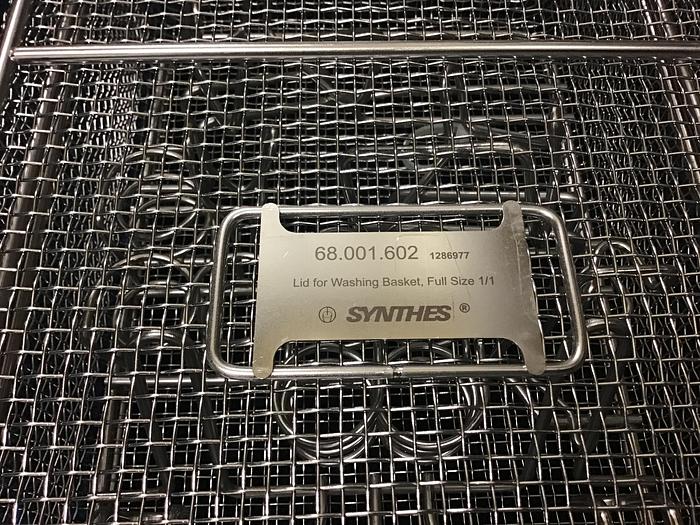 68.001.602 1286977
Lid for Washing Basket, Full Size 1/1
SYNTHES ®